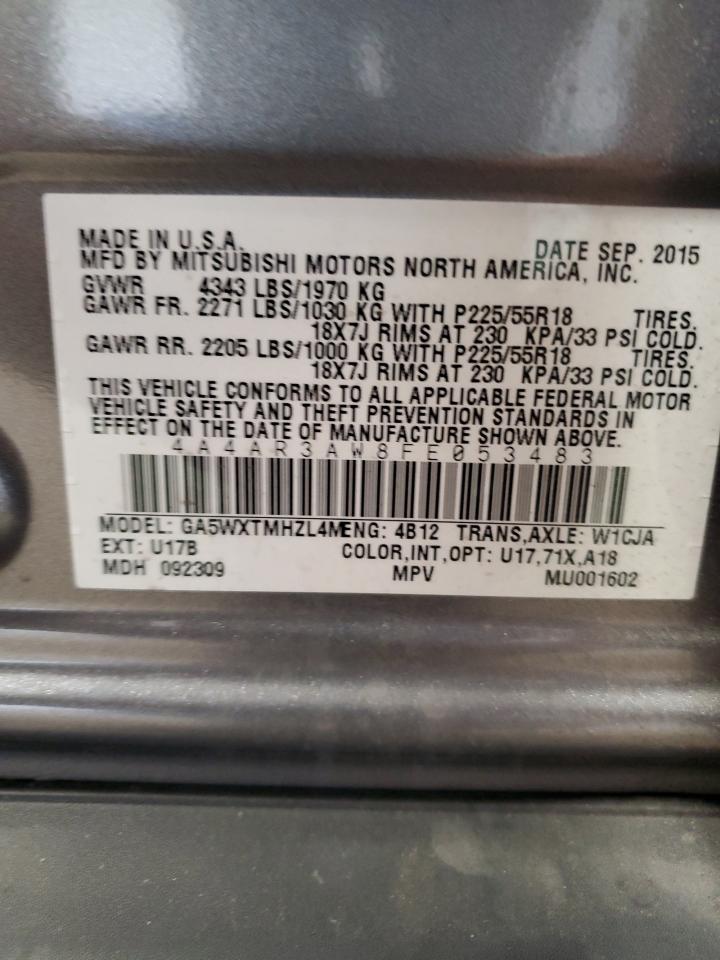 MADE IN U.S.A. DATE SEP. 2015
MFD BY MITSUBISHI MOTORS NORTH AMERICA, INC.
GVWR 4343 LBS/1970 KG
GAWR FR. 2271 LBS/1030 KG WITH P225/55R18 TIRES.
18X7J RIMS AT 230 KPA/33 PSI COLD.
GAWR RR. 2205 LBS/1000 KG WITH P225/55R18 TIRES.
18X7J RIMS AT 230 KPA/33 PSI COLD.
THIS VEHICLE CONFORMS TO ALL APPLICABLE FEDERAL MOTOR
VEHICLE SAFETY AND THEFT PREVENTION STANDARDS IN
EFFECT ON THE DATE OF MANUFACTURE SHOWN ABOVE.
4A4AR3AW8FE053483
MODEL: GA5WXTMHZL4M ENG: 4B12 TRANS,AXLE: W1CJA
EXT: U17B COLOR,INT,OPT: U17,71X,A18
MDH 092309 MPV MU001602